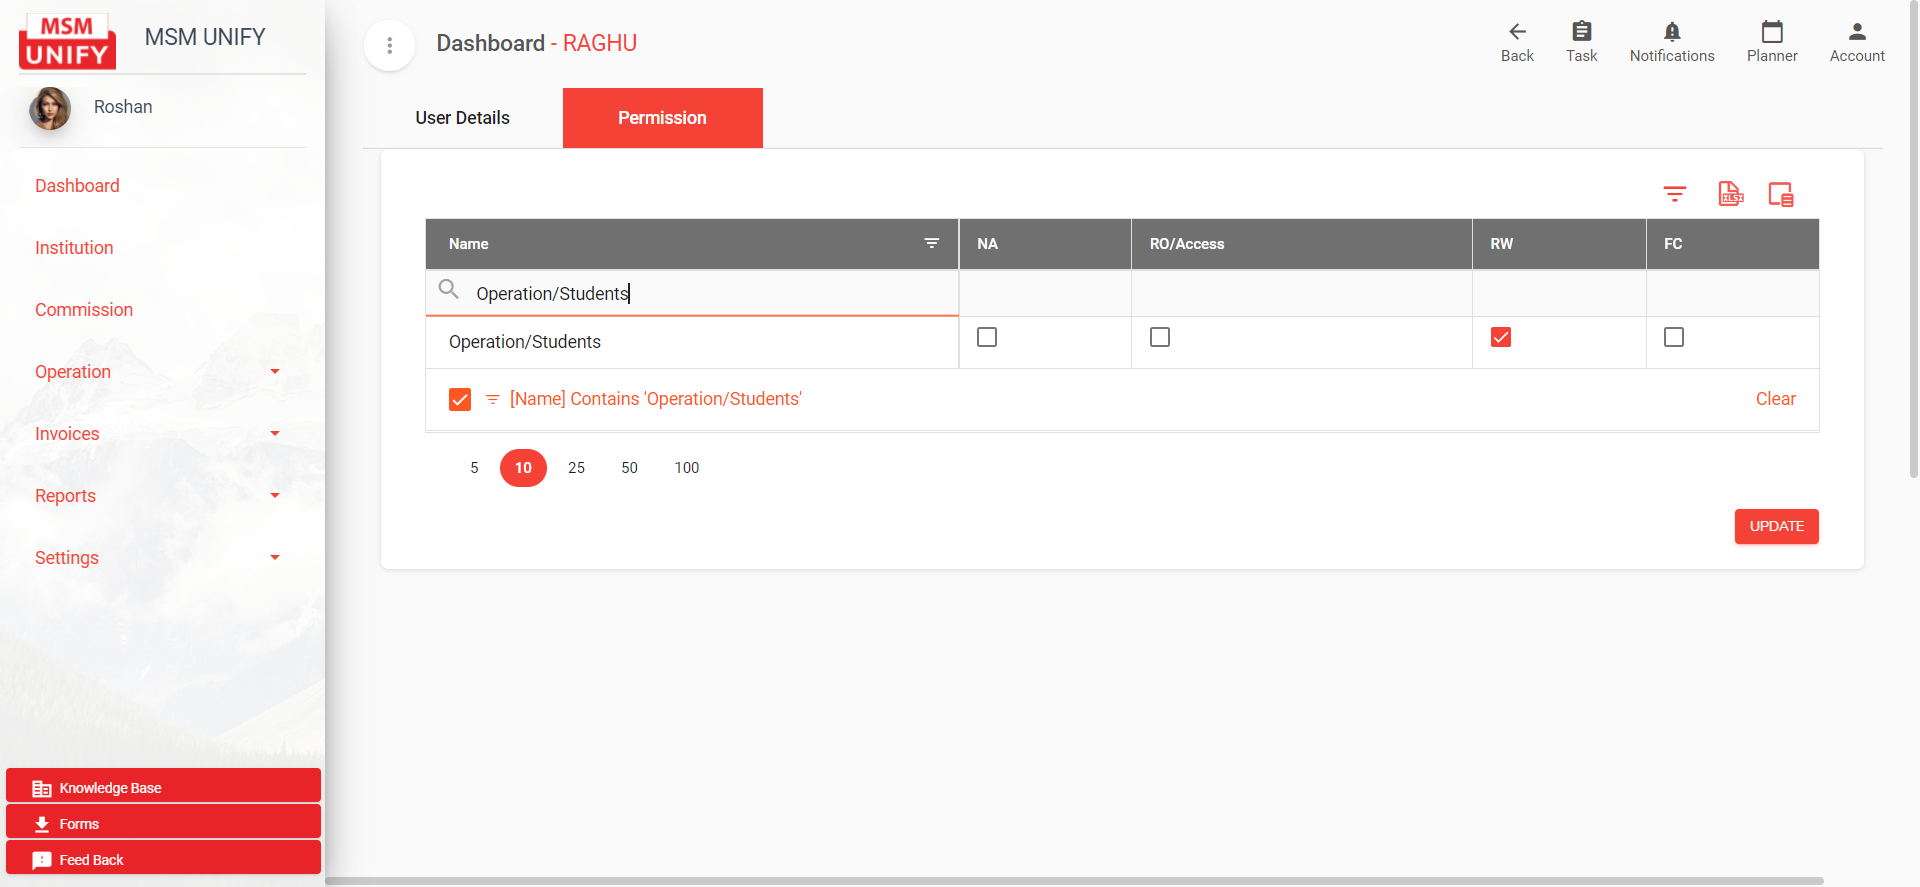 MSM
UNIFY
MSM UNIFY
Roshan
Dashboard
Institution
Commission
Operation
Invoices
Reports
Settings
Knowledge Base
Forms
Feed Back
Dashboard - RAGHU
Back
Task
Notifications
Planner
Account
User Details
Permission
XLSX
Name
NA
RO/Access
RW
FC
Operation/Students
Operation/Students
[Name] Contains 'Operation/Students'
Clear
5 10 25 50 100
UPDATE